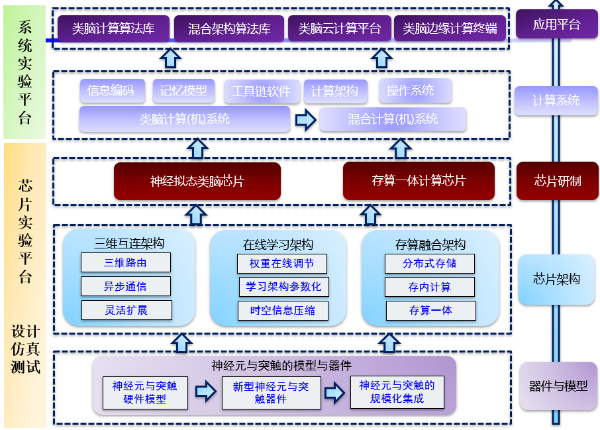 系统实验平台
类脑计算算法库
混合架构算法库
类脑云计算平台
类脑边缘计算终端
应用平台
信息编码
记忆模型
工具链软件
计算架构
操作系统
类脑计算(机)系统
混合计算(机)系统
计算系统
芯片实验平台
神经拟态类脑芯片
存算一体计算芯片
芯片研制
三维互连架构
三维路由
异步通信
灵活扩展
在线学习架构
权重在线调节
学习架构参数化
时空信息压缩
存算融合架构
分布式存储
存内计算
存算一体
芯片架构
设计
仿真
测试
神经元与突触的模型与器件
神经元与突触
硬件模型
新型神经元与突
触器件
神经元与突触的
规模化集成
器件与模型